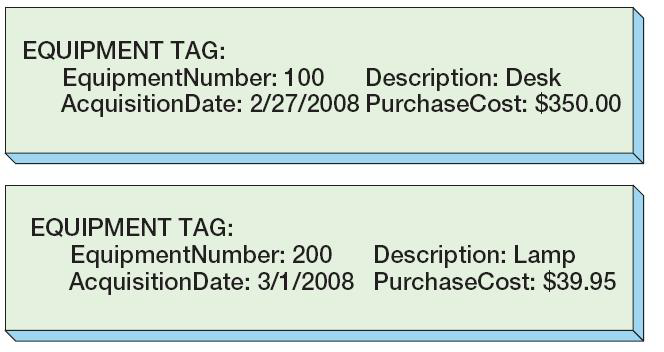 EQUIPMENT TAG:
EquipmentNumber: 100 Description: Desk
AcquisitionDate: 2/27/2008 PurchaseCost: $350.00
EQUIPMENT TAG:
EquipmentNumber: 200 Description: Lamp
AcquisitionDate: 3/1/2008 PurchaseCost: $39.95